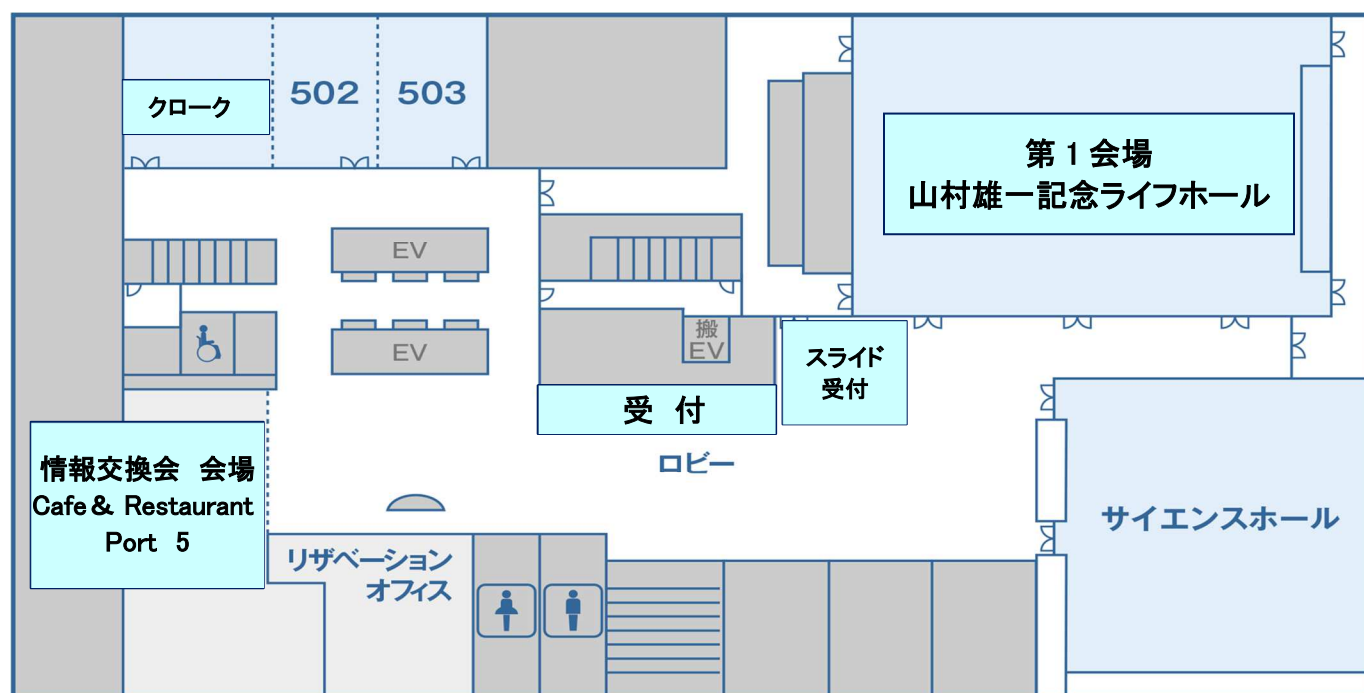 クローク
502
503
第1会場
山村雄一記念ライフホール
EV
EV
搬
EV
スライド
受付
受 付
ロビー
情報交換会 会場
Cafe& Restaurant
Port 5
サイエンスホール
リザベーション
オフィス